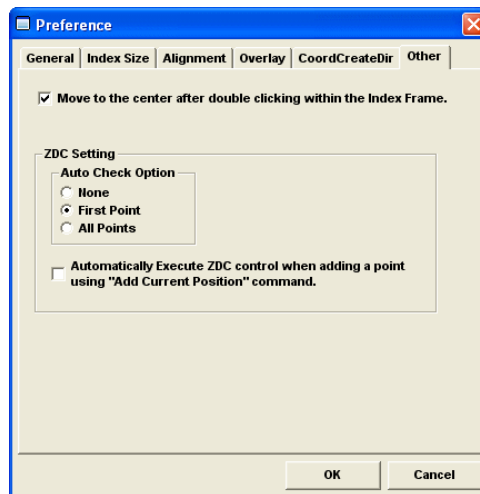 Preference
General Index Size Alignment Overlay CoordCreateDir Other
Move to the center after double clicking within the Index Frame.
ZDC Setting
Auto Check Option
None
First Point
All Points
Automatically Execute ZDC control when adding a point
using "Add Current Position" command.
OK Cancel